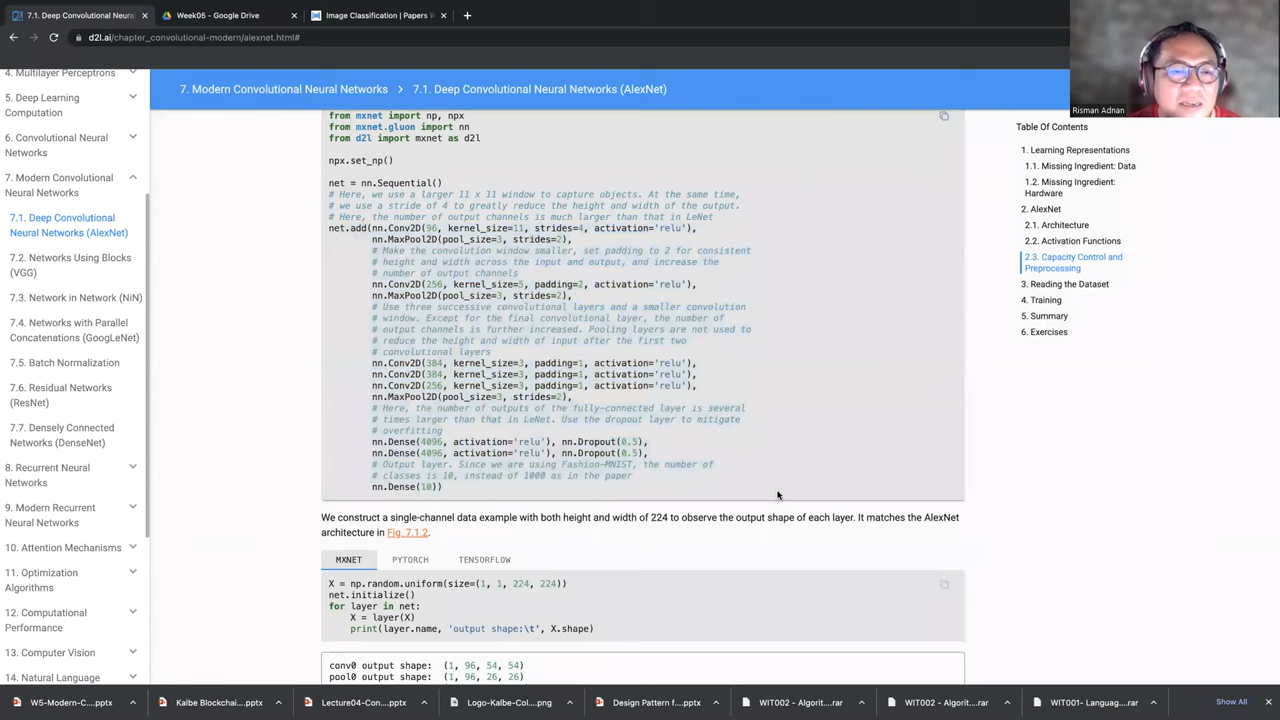 7.1. Deep Convolutional Neural
Week05 - Google Drive
Image Classification | Papers W
d2l.ai/chapter_convolutional-modern/alexnet.html#
Risman Adnan
7. Modern Convolutional Neural Networks > 7.1. Deep Convolutional Neural Networks (AlexNet)
4. Multilayer Perceptrons
5. Deep Learning
Computation
6. Convolutional Neural
Networks
7. Modern Convolutional
Neural Networks
7.1. Deep Convolutional
Neural Networks (AlexNet)
7.2. Networks Using Blocks
(VGG)
7.3. Network in Network (NiN)
7.4. Networks with Parallel
Concatenations (GoogLeNet)
7.5. Batch Normalization
7.6. Residual Networks
(ResNet)
7.7. Densely Connected
Networks (DenseNet)
8. Recurrent Neural
Networks
9. Modern Recurrent
Neural Networks
10. Attention Mechanisms
11. Optimization
Algorithms
12. Computational
Performance
13. Computer Vision
14. Natural Language
from mxnet import np, npx
from mxnet.gluon import nn
from d2l import mxnet as d2l
npx.set_np()
net = nn.Sequential()
# Here, we use a larger 11 x 11 window to capture objects. At the same time,
# we use a stride of 4 to greatly reduce the height and width of the output.
# Here, the number of output channels is much larger than that in LeNet
net.add(nn.Conv2D(96, kernel_size=11, strides=4, activation='relu'),
nn.MaxPool2D(pool_size=3, strides=2),
# Make the convolution window smaller, set padding to 2 for consistent
# height and width across the input and output, and increase the
# number of output channels
nn.Conv2D(256, kernel_size=5, padding=2, activation='relu'),
nn.MaxPool2D(pool_size=3, strides=2),
# Use three successive convolutional layers and a smaller convolution
# window. Except for the final convolutional layer, the number of
# output channels is further increased. Pooling layers are not used to
# reduce the height and width of input after the first two
# convolutional layers
nn.Conv2D(384, kernel_size=3, padding=1, activation='relu'),
nn.Conv2D(384, kernel_size=3, padding=1, activation='relu'),
nn.Conv2D(256, kernel_size=3, padding=1, activation='relu'),
nn.MaxPool2D(pool_size=3, strides=2),
# Here, the number of outputs of the fully-connected layer is several
# times larger than that in LeNet. Use the dropout layer to mitigate
# overfitting
nn.Dense(4096, activation='relu'), nn.Dropout(0.5),
nn.Dense(4096, activation='relu'), nn.Dropout(0.5),
# Output layer. Since we are using Fashion-MNIST, the number of
# classes is 10, instead of 1000 as in the paper
nn.Dense(10))
We construct a single-channel data example with both height and width of 224 to observe the output shape of each layer. It matches the AlexNet
architecture in Fig. 7.1.2.
MXNET PYTORCH TENSORFLOW
X = np.random.uniform(size=(1, 1, 224, 224))
net.initialize()
for layer in net:
X = layer(X)
print(layer.name, 'output shape:\t', X.shape)
conv0 output shape: (1, 96, 54, 54)
pool0 output shape: (1, 96, 26, 26)
Table Of Contents
1. Learning Representations
1.1. Missing Ingredient: Data
1.2. Missing Ingredient:
Hardware
2. AlexNet
2.1. Architecture
2.2. Activation Functions
2.3. Capacity Control and
Preprocessing
3. Reading the Dataset
4. Training
5. Summary
6. Exercises
W5-Modern-C....pptx
Kalbe Blockchai....pptx
Lecture04-Con....pptx
Logo-Kalbe-Col....png
Design Pattern f....pptx
WIT002 - Algorit....rar
WIT002 - Algorit....rar
WIT001- Languag....rar
Show All